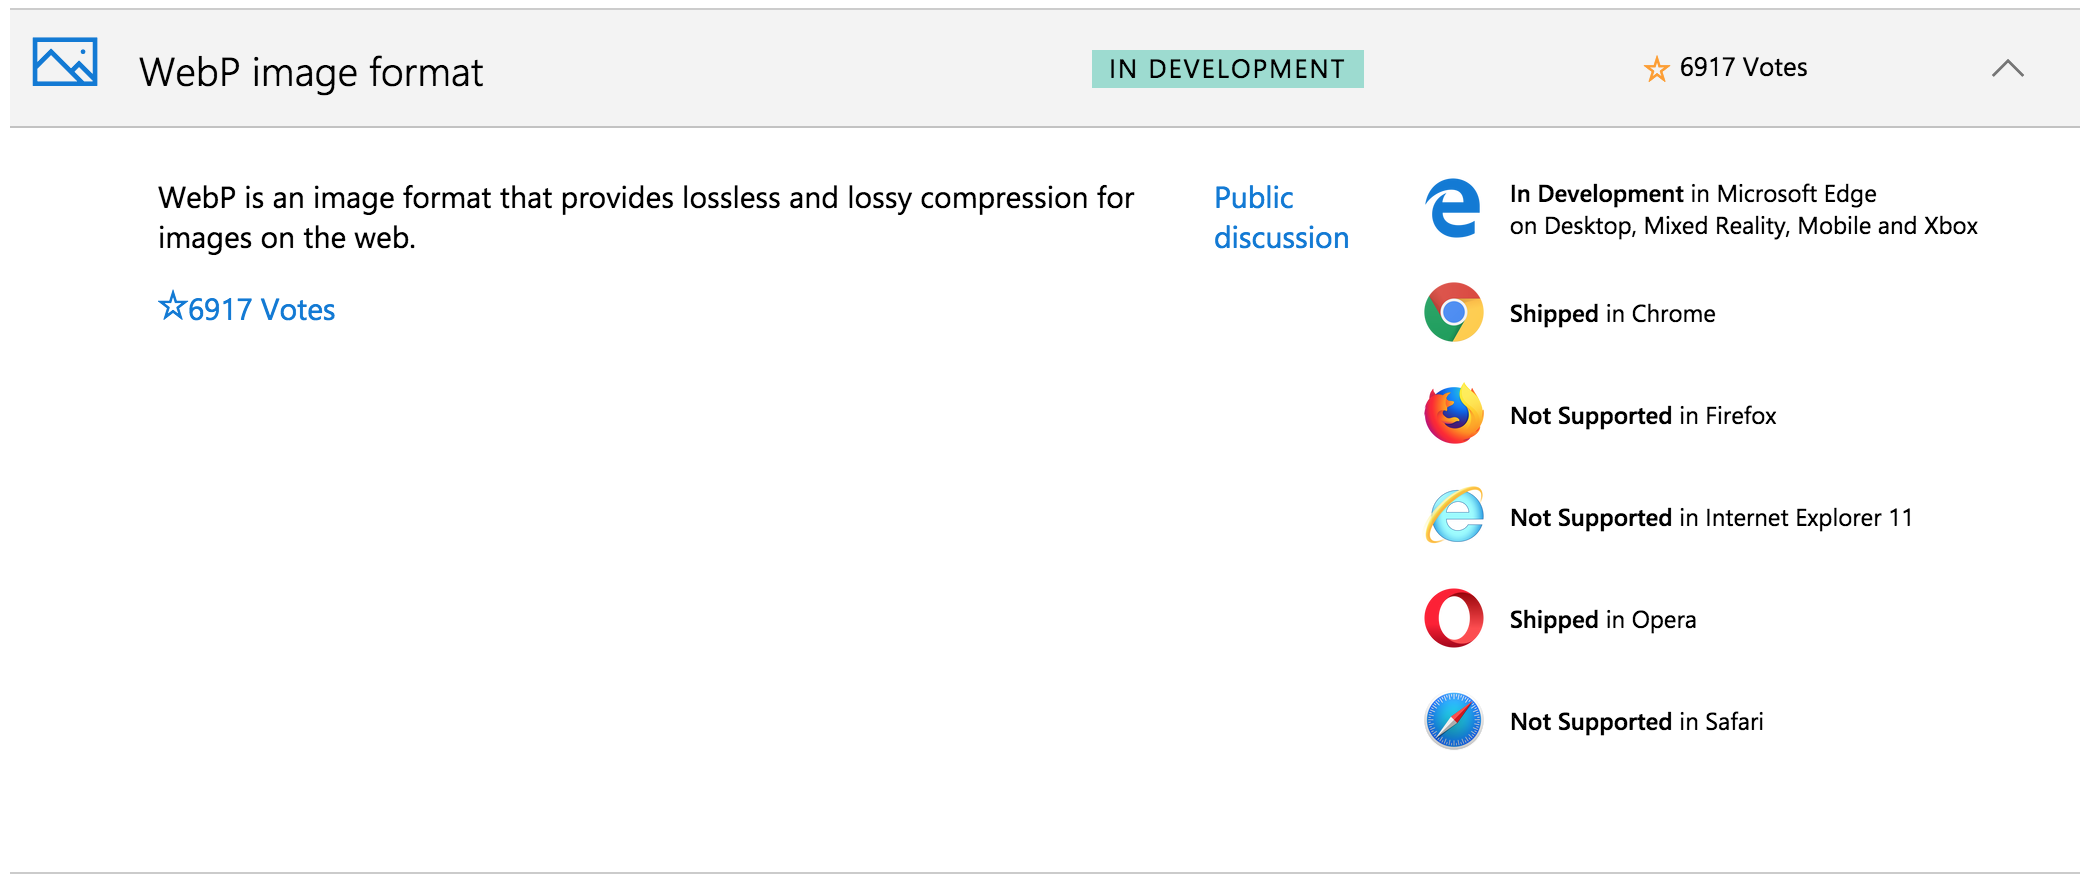 WebP image format
IN DEVELOPMENT
6917 Votes
WebP is an image format that provides lossless and lossy compression for
images on the web.
6917 Votes
Public
discussion
In Development in Microsoft Edge
on Desktop, Mixed Reality, Mobile and Xbox
Shipped in Chrome
Not Supported in Firefox
Not Supported in Internet Explorer 11
Shipped in Opera
Not Supported in Safari